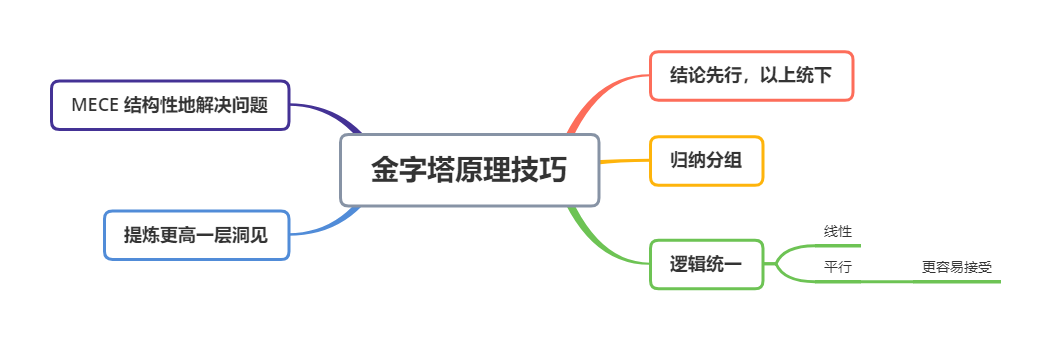 金字塔原理技巧
结论先行，以上统下
归纳分组
逻辑统一
线性
平行
更容易接受
MECE 结构性地解决问题
提炼更高一层洞见